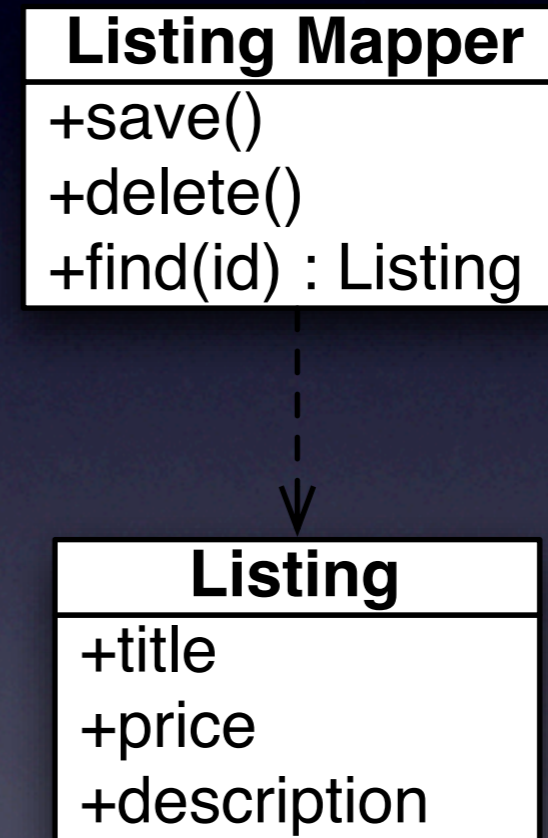 Listing Mapper
+save()
+delete()
+find(id) : Listing
Listing
+title
+price
+description